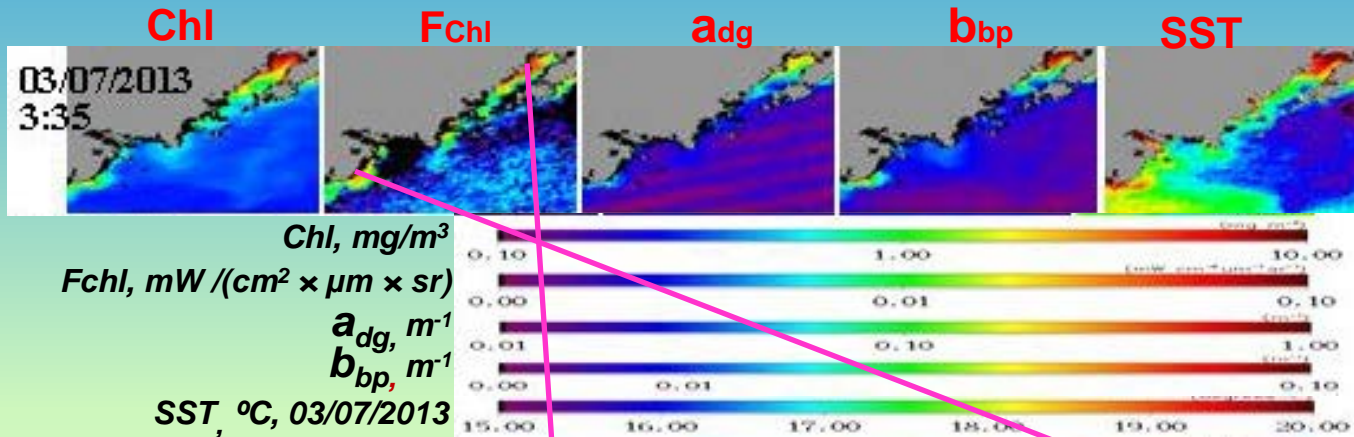 Chl FChl adg bbp SST
03/07/2013
3:35
Chl, mg/m³
0.10 1.00 10.00
Fchl, mW /(cm² × µm × sr)
0.00 0.01 0.10
adg, m⁻¹
0.01 0.10 1.00
bbp, m⁻¹
0.00 0.01 0.10
SST, ºC, 03/07/2013
15.00 16.00 17.00 18.00 19.00 20.00